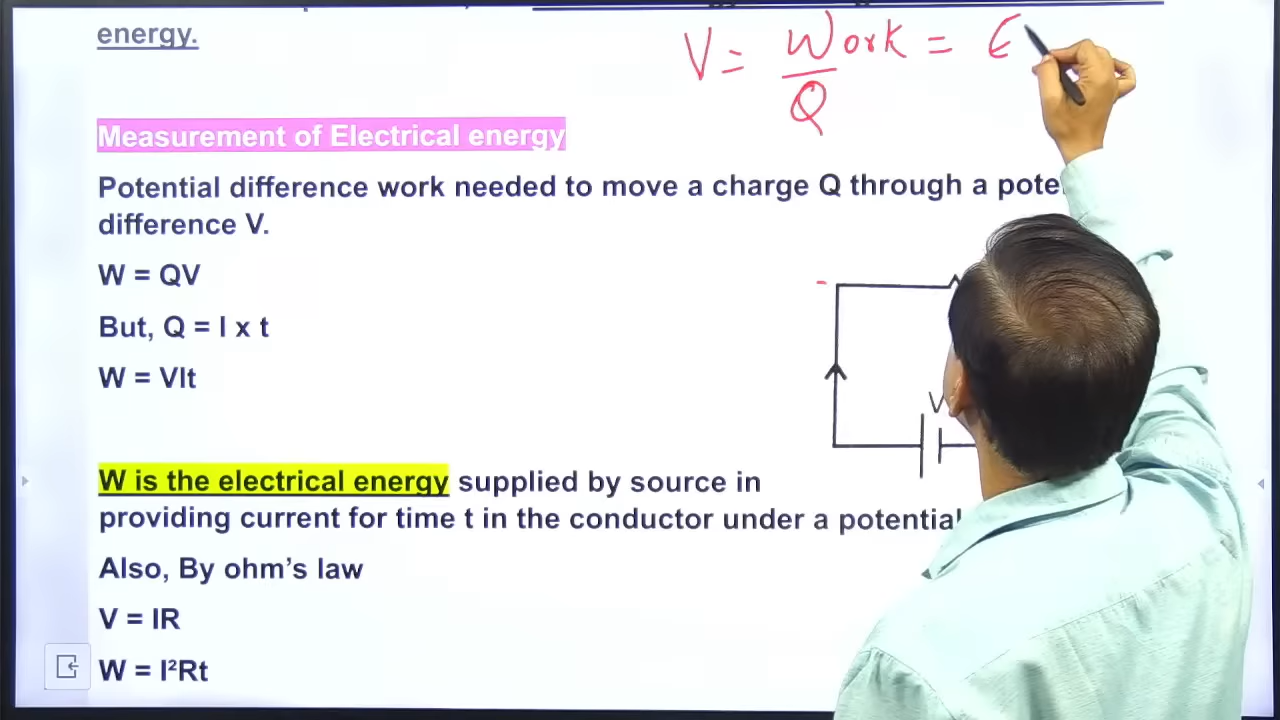 energy.
V = Work = E
Q
Measurement of Electrical energy
Potential difference work needed to move a charge Q through a
difference V.
W = QV
But, Q = I x t
W = VIt
V
W is the electrical energy supplied by source in
providing current for time t in the conductor under a potential
Also, By ohm's law
V = IR
W = I²Rt